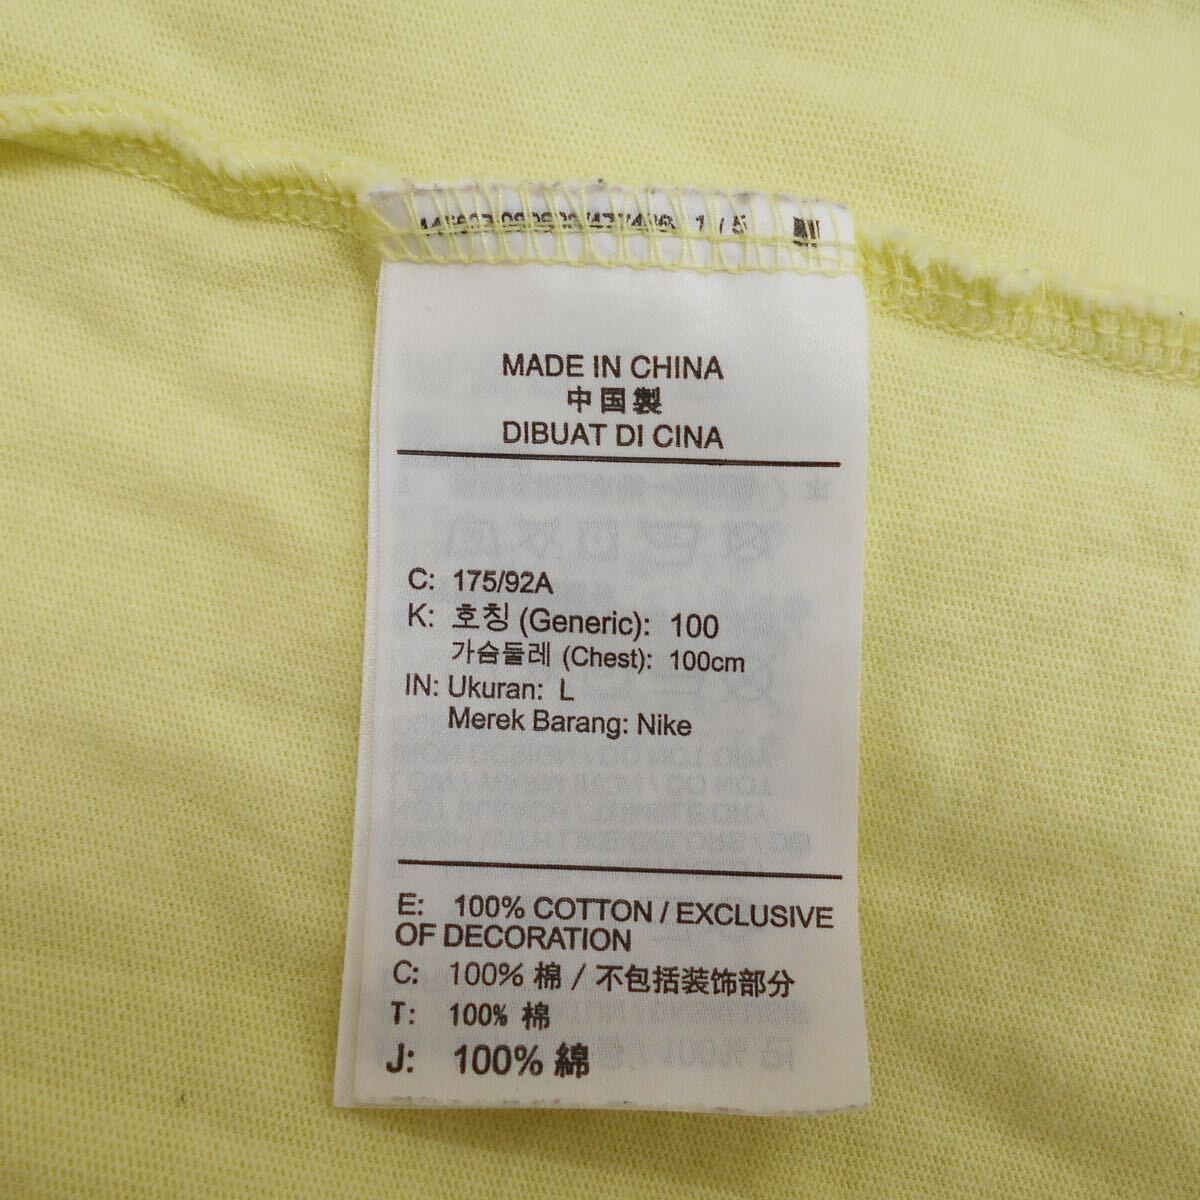 1 / 5
MADE IN CHINA
中国製
DIBUAT DI CINA
C: 175/92A
K: 호칭 (Generic): 100
가슴둘레 (Chest): 100cm
IN: Ukuran: L
Merek Barang: Nike
E: 100% COTTON / EXCLUSIVE
OF DECORATION
C: 100% 棉 / 不包括装饰部分
T: 100% 棉
J: 100% 綿